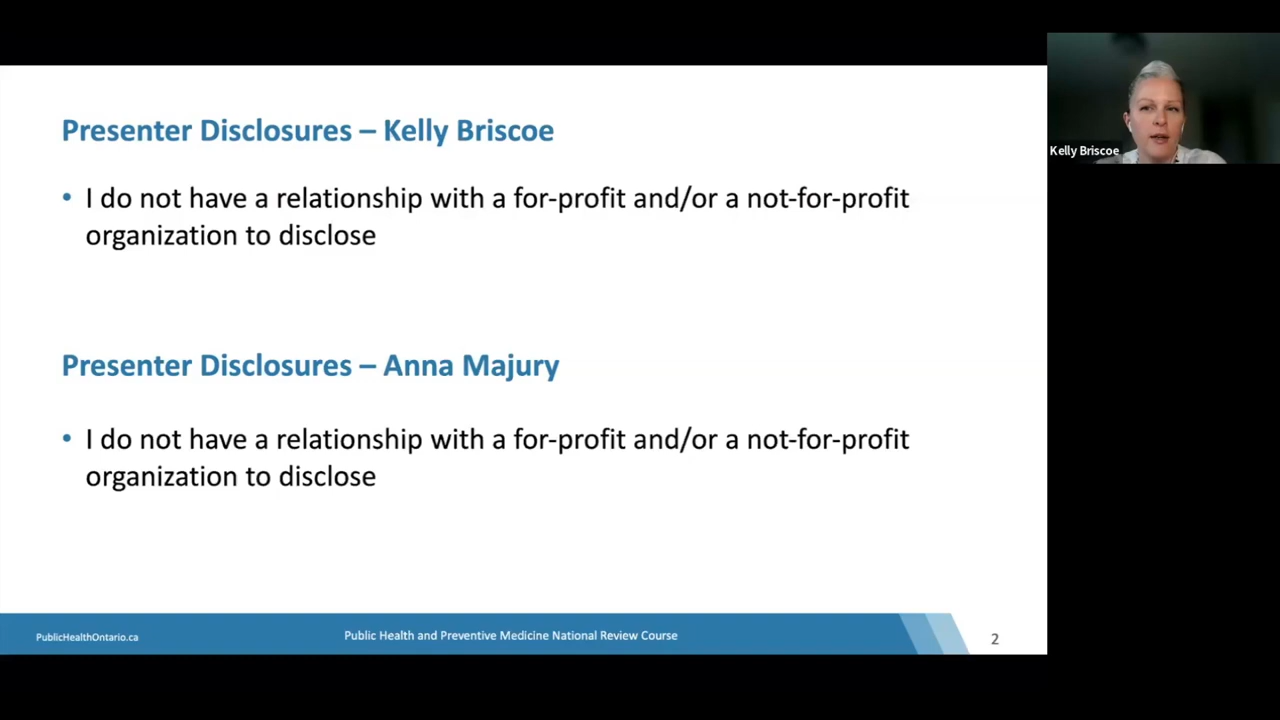 Presenter Disclosures – Kelly Briscoe
• I do not have a relationship with a for-profit and/or a not-for-profit
organization to disclose
Presenter Disclosures – Anna Majury
• I do not have a relationship with a for-profit and/or a not-for-profit
organization to disclose
PublicHealthOntario.ca
Public Health and Preventive Medicine National Review Course
2
Kelly Briscoe